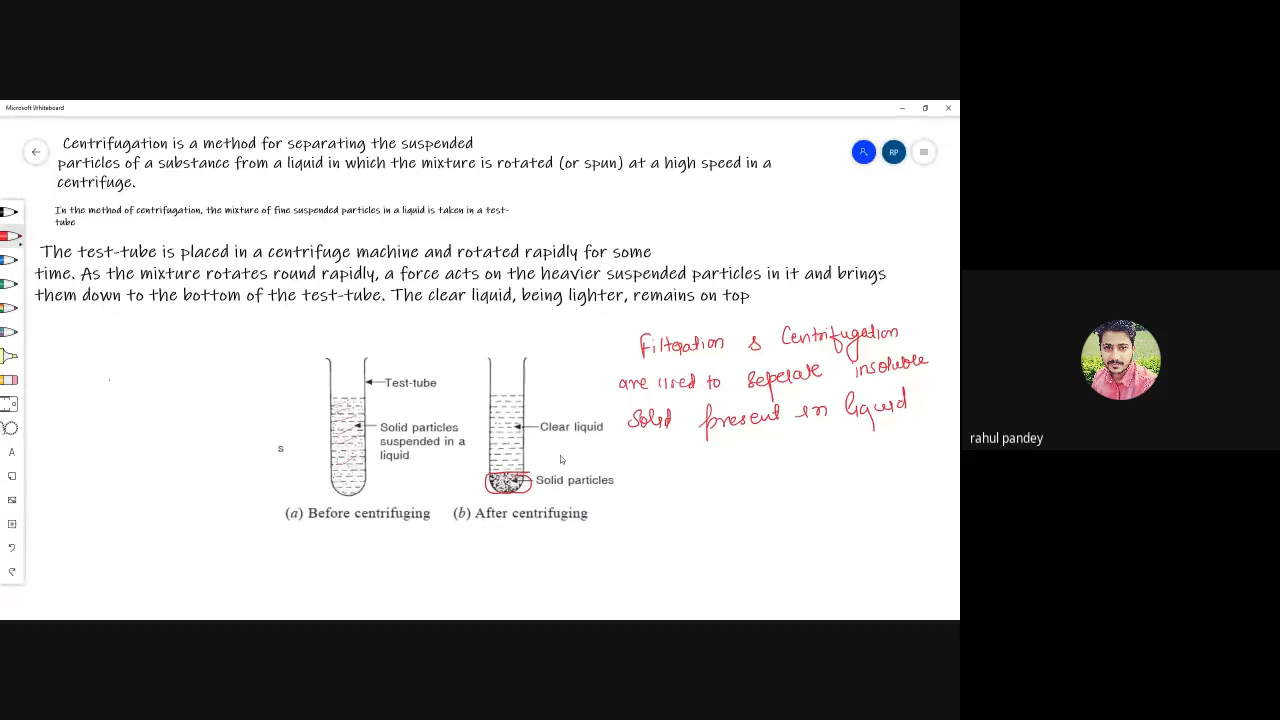 Microsoft Whiteboard
Centrifugation is a method for separating the suspended
particles of a substance from a liquid in which the mixture is rotated (or spun) at a high speed in a
centrifuge.
RP
In the method of centrifugation, the mixture of fine suspended particles in a liquid is taken in a test-
tube
The test-tube is placed in a centrifuge machine and rotated rapidly for some
time. As the mixture rotates round rapidly, a force acts on the heavier suspended particles in it and brings
them down to the bottom of the test-tube. The clear liquid, being lighter, remains on top
Filtration & Centrifugation
are used to seperate insoluble
solid present in liquid
Test-tube
Solid particles
suspended in a
liquid
s
Clear liquid
Solid particles
(a) Before centrifuging
(b) After centrifuging
A
rahul pandey